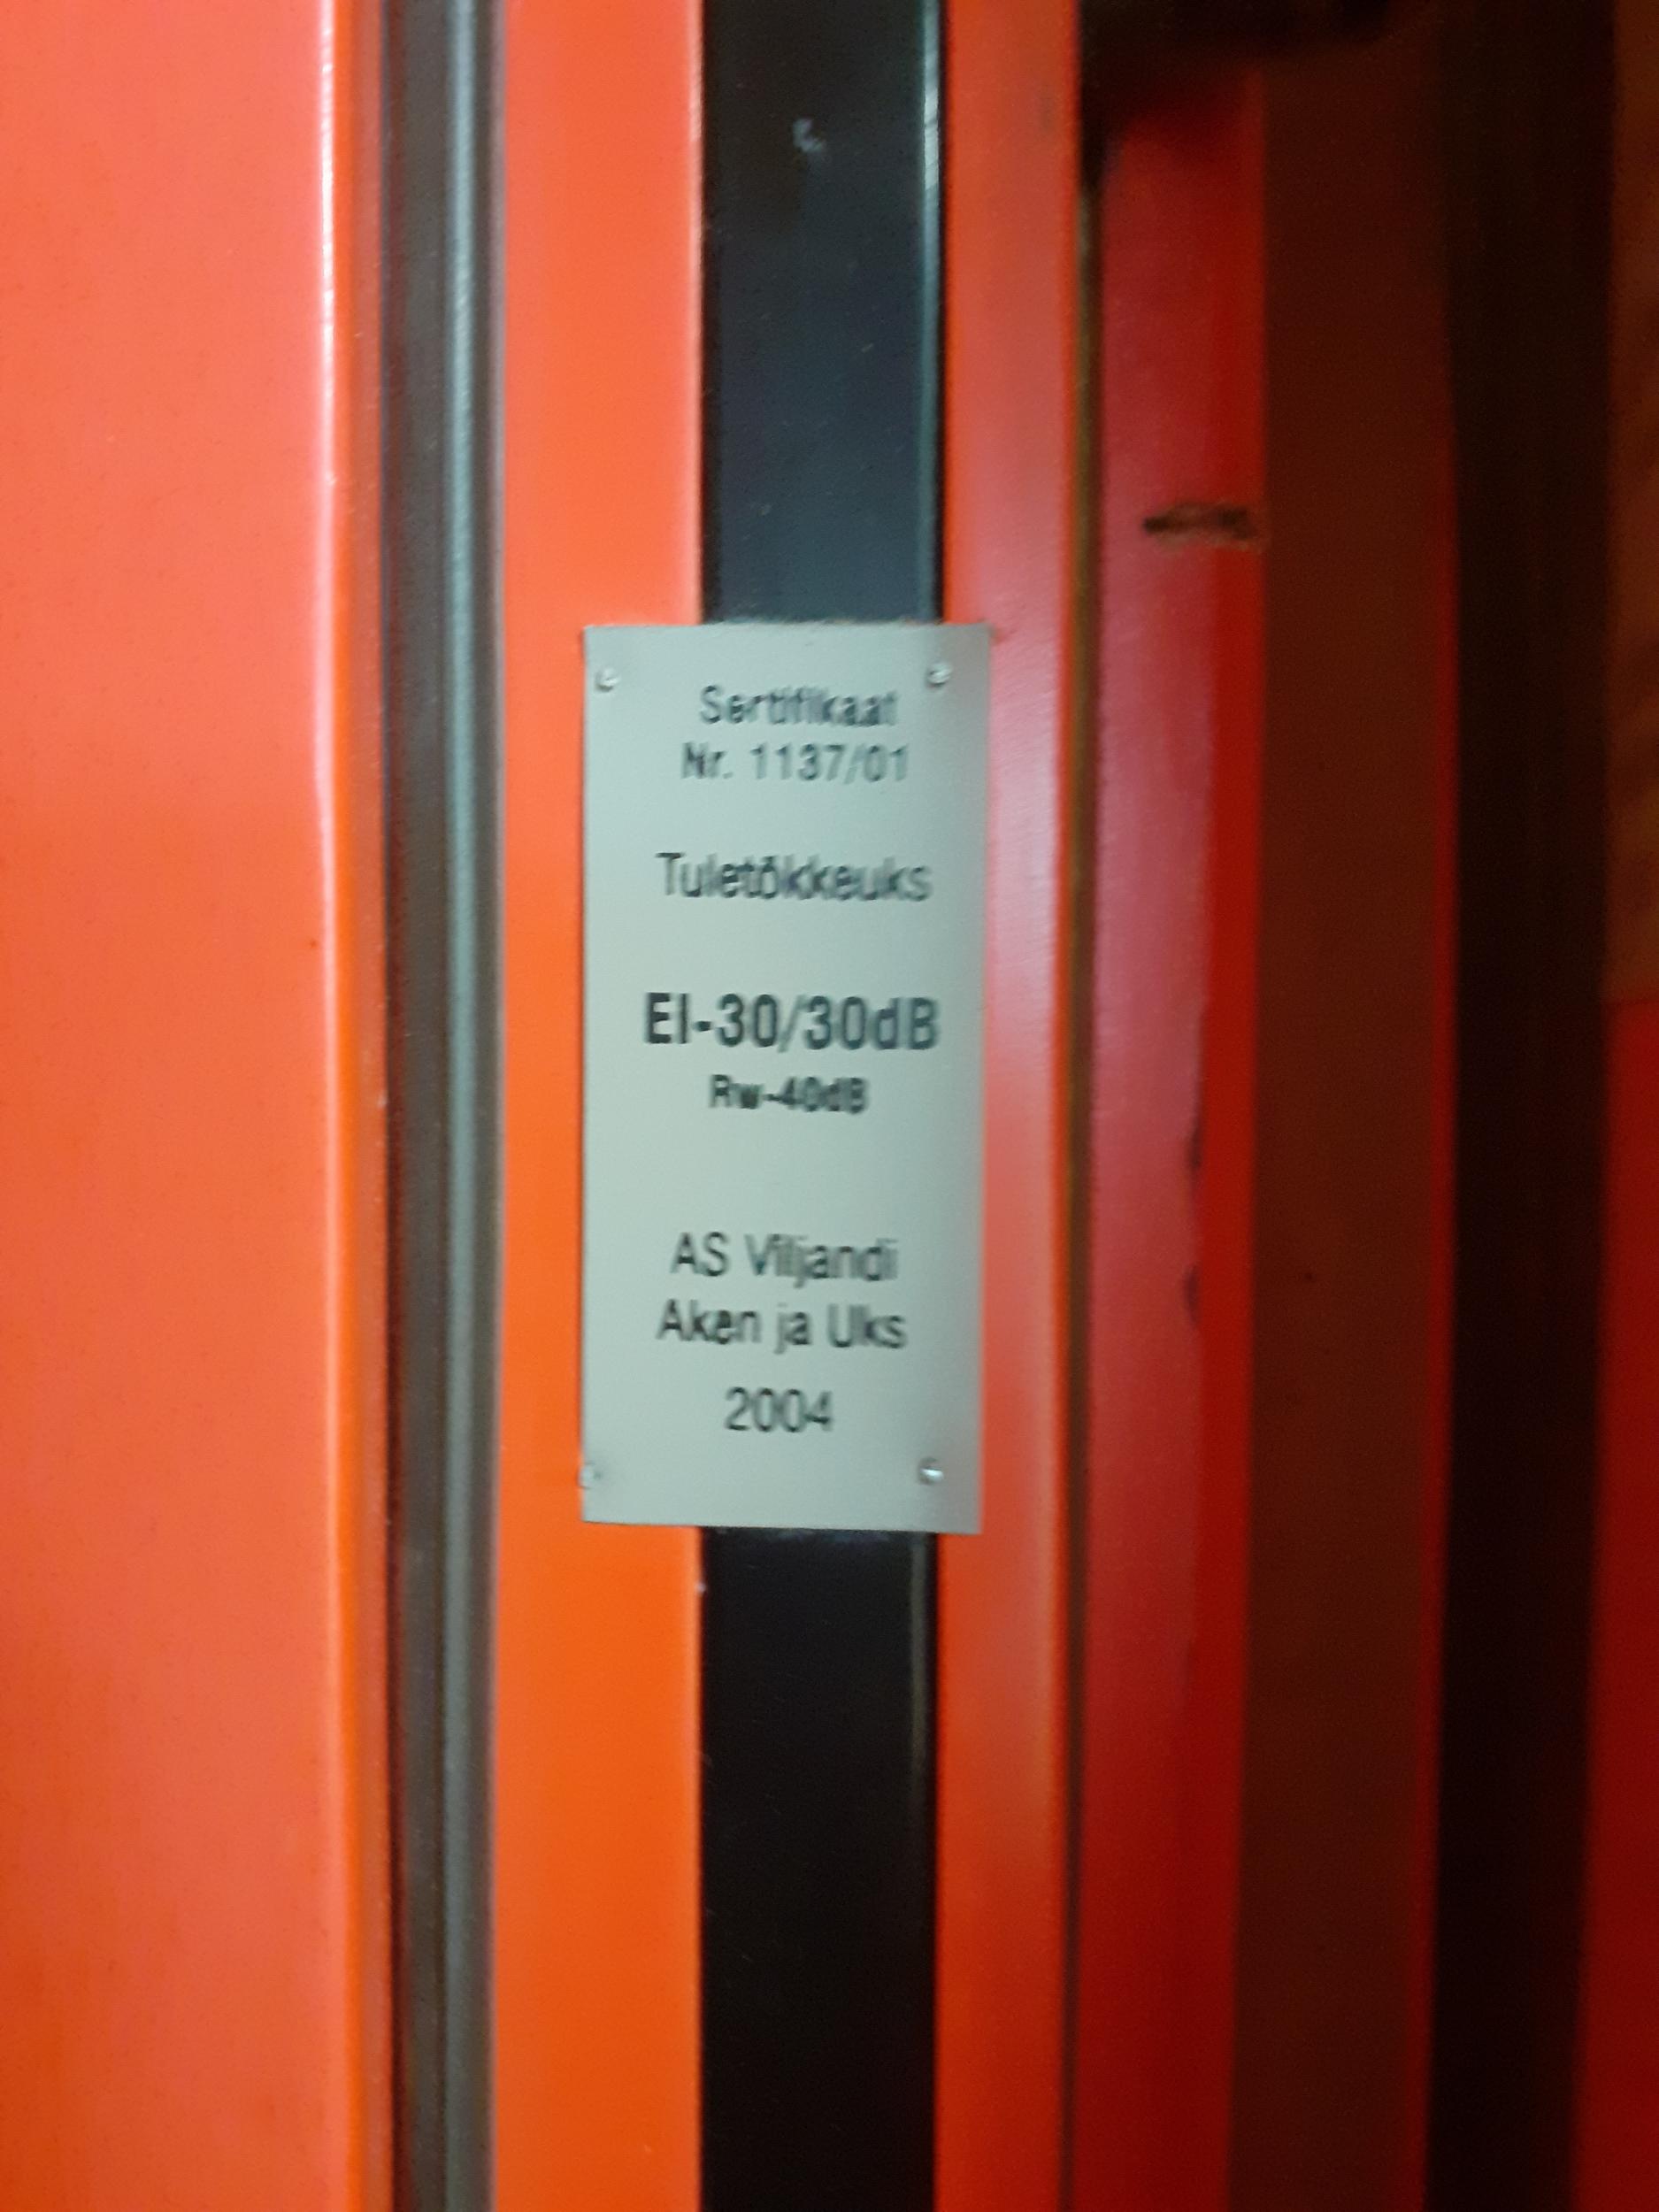 Sertifikaat
Nr. 1137/01
Tuletõkkeuks
EI-30/30dB
Rw-40dB
AS Viljandi
Aken ja Uks
2004